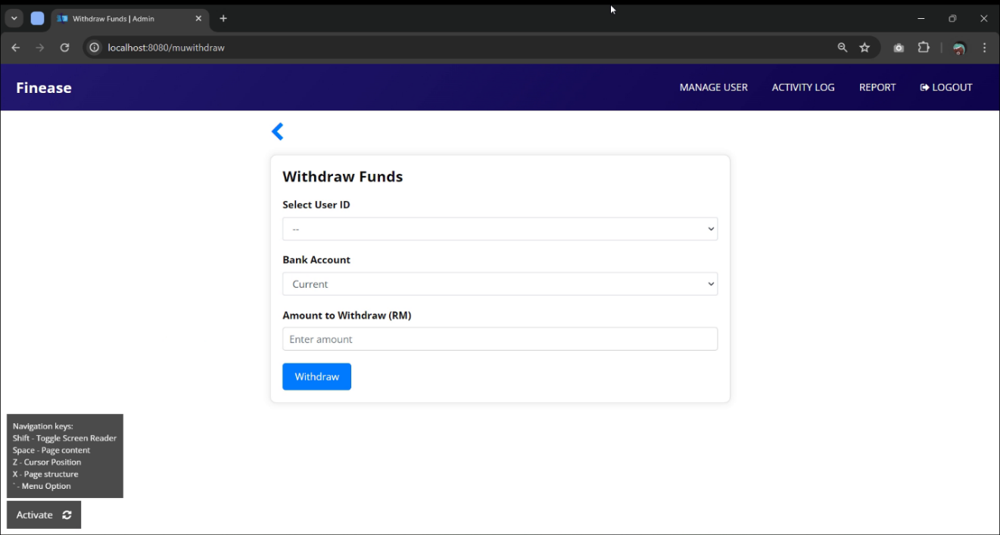 Withdraw Funds | Admin
localhost:8080/muwithdraw
Finease
MANAGE USER
ACTIVITY LOG
REPORT
LOGOUT
Withdraw Funds
Select User ID
--
Bank Account
Current
Amount to Withdraw (RM)
Enter amount
Withdraw
Navigation keys:
Shift - Toggle Screen Reader
Space - Page content
Z - Cursor Position
X - Page structure
` - Menu Option
Activate